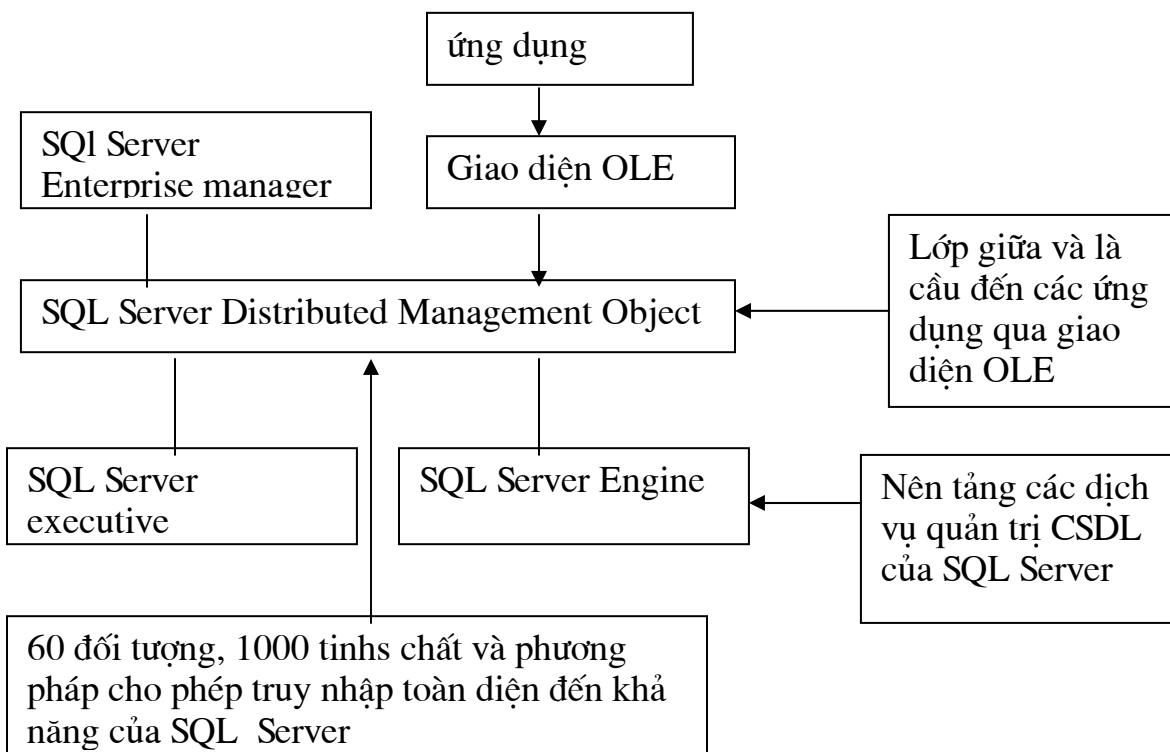 ứng dụng
SQl Server
Enterprise manager
Giao diện OLE
SQL Server Distributed Management Object
Lớp giữa và là
cầu đến các ứng
dụng qua giao
diện OLE
SQL Server
executive
SQL Server Engine
Nên tảng các dịch
vụ quản trị CSDL
của SQL Server
60 đối tượng, 1000 tinhs chất và phương
pháp cho phép truy nhập toàn diện đến khả
năng của SQL Server